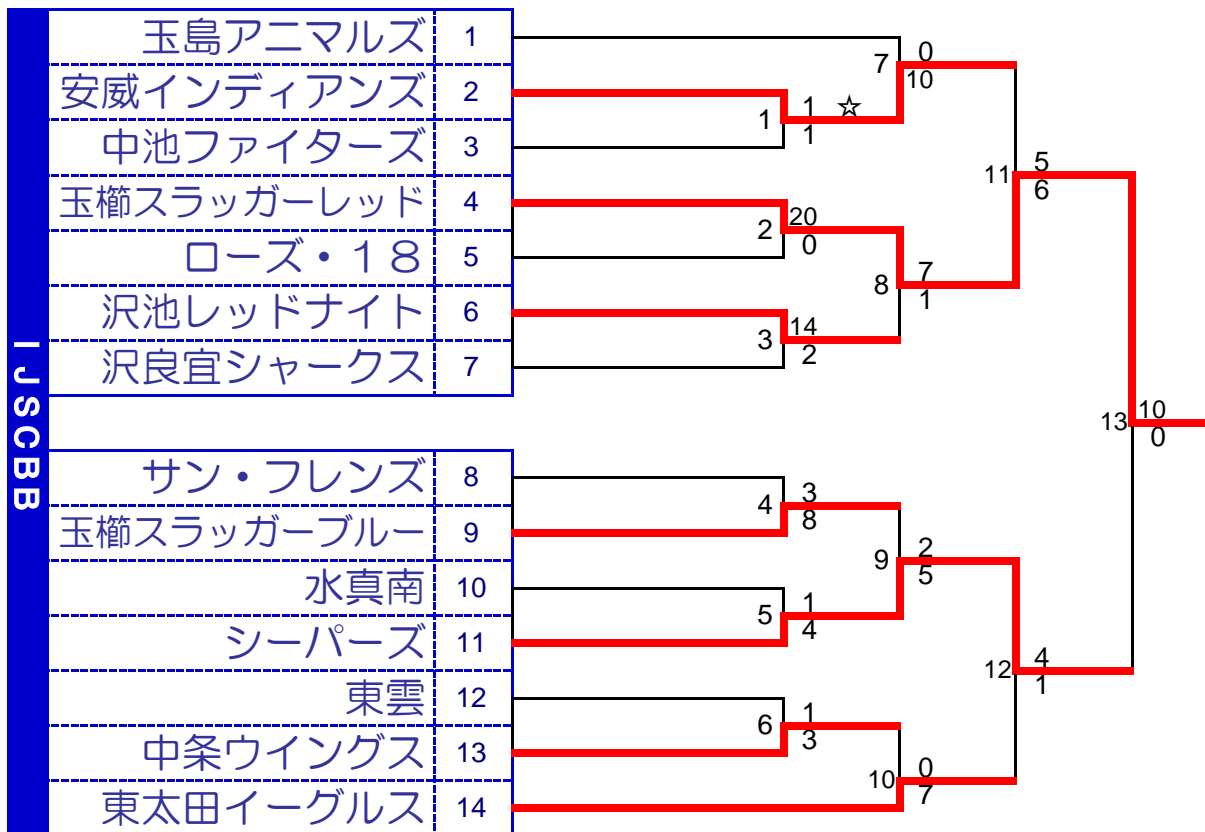 IJSCBB
玉島アニマルズ 1
安威インディアンズ 2
中池ファイターズ 3
玉櫛スラッガーレッド 4
ローズ・１８ 5
沢池レッドナイト 6
沢良宜シャークス 7
サン・フレンズ 8
玉櫛スラッガーブルー 9
水真南 10
シーパーズ 11
東雲 12
中条ウイングス 13
東太田イーグルス 14
1 1 ☆
1
2 20
0
3 14
2
4 3
8
5 1
4
6 1
3
7 0
10
8 7
1
9 2
5
10 0
7
11 5
6
12 4
1
13 10
0